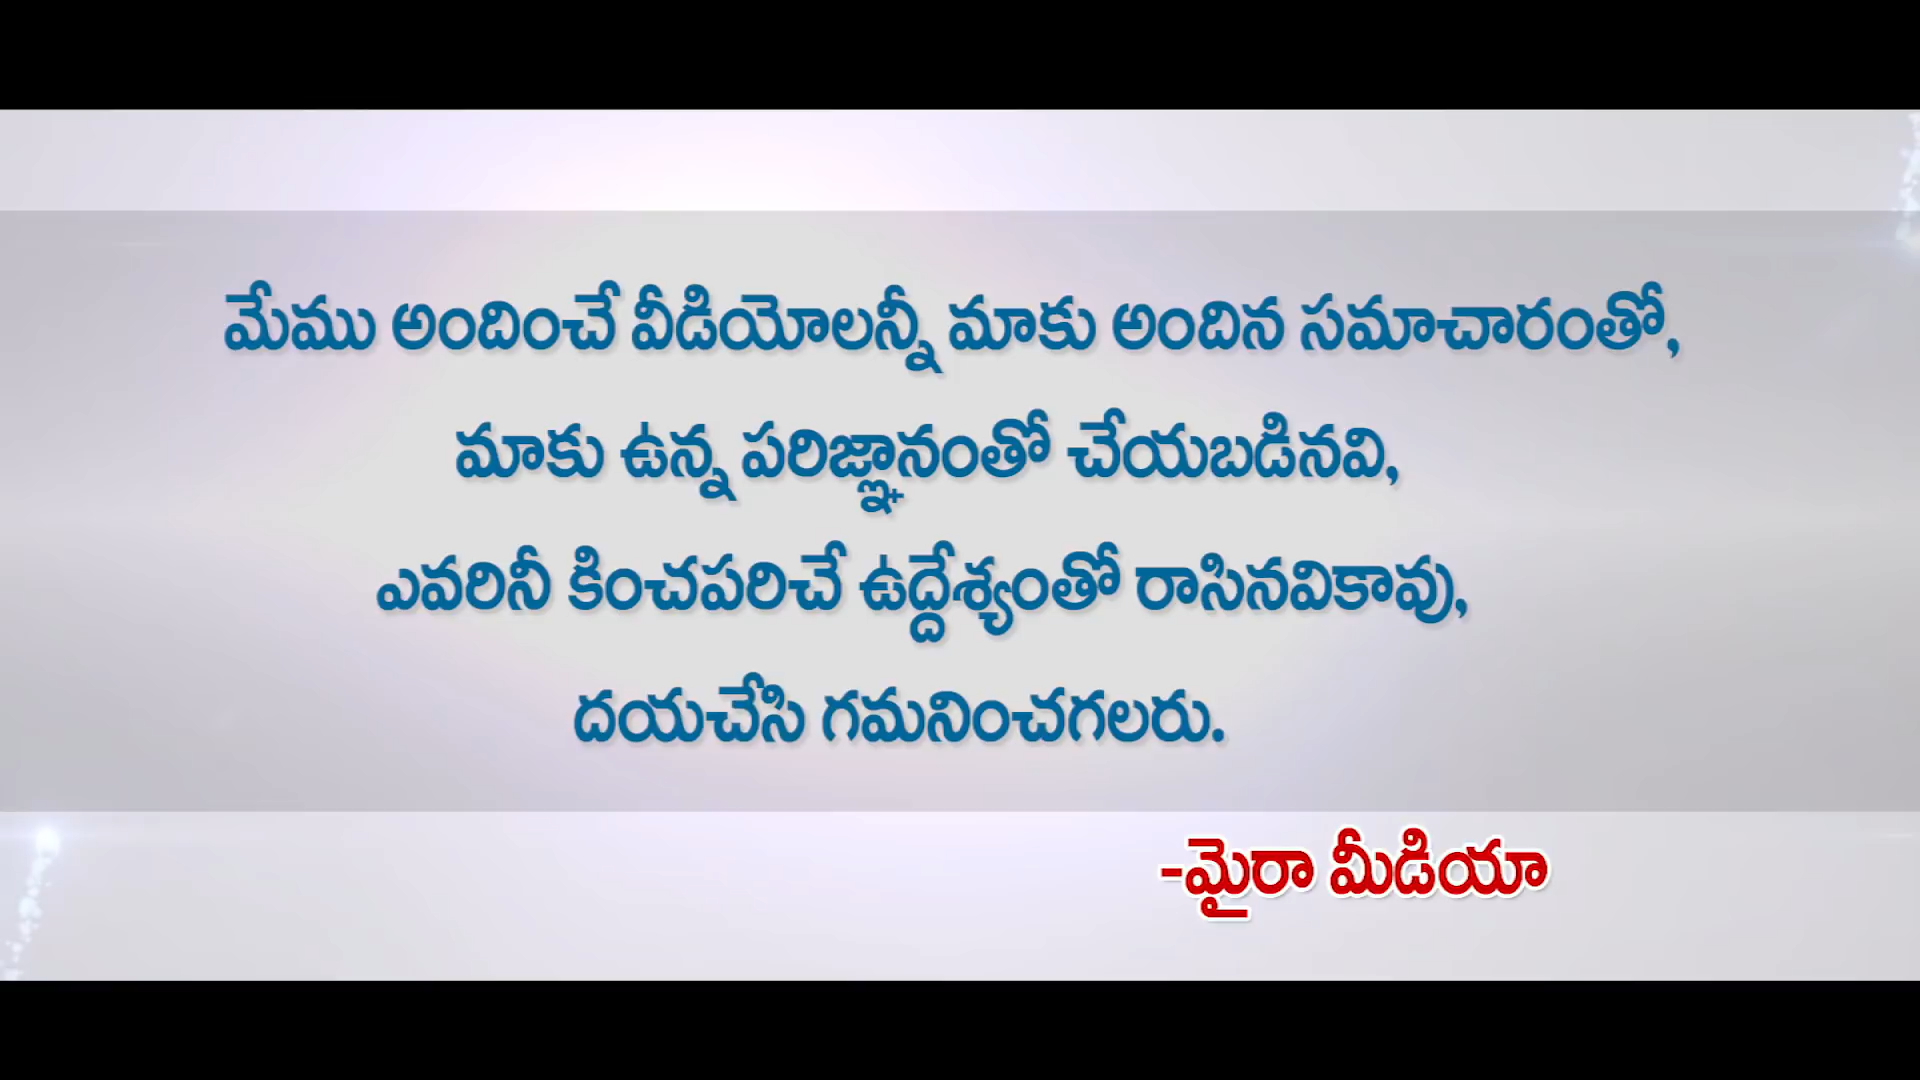 మేము అందించే వీడియోలన్నీ మాకు అందిన సమాచారంతో,
మాకు ఉన్న పరిజ్ఞానంతో చేయబడినవి,
ఎవరినీ కించపరిచే ఉద్దేశ్యంతో రాసినవికావు,
దయచేసి గమనించగలరు.
-మైరా మీడియా